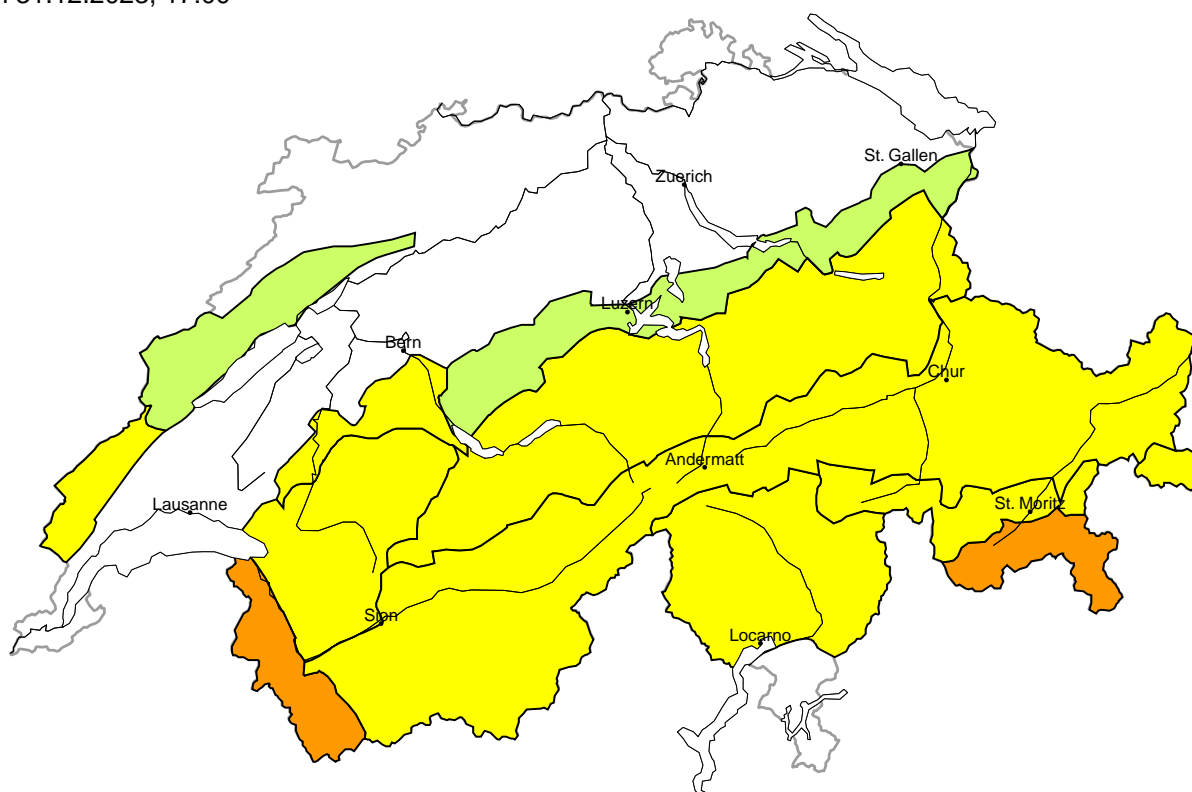 St. Gallen
Zuerich
Luzern
Bern
Chur
Andermatt
Lausanne
St. Moritz
Sion
Locarno